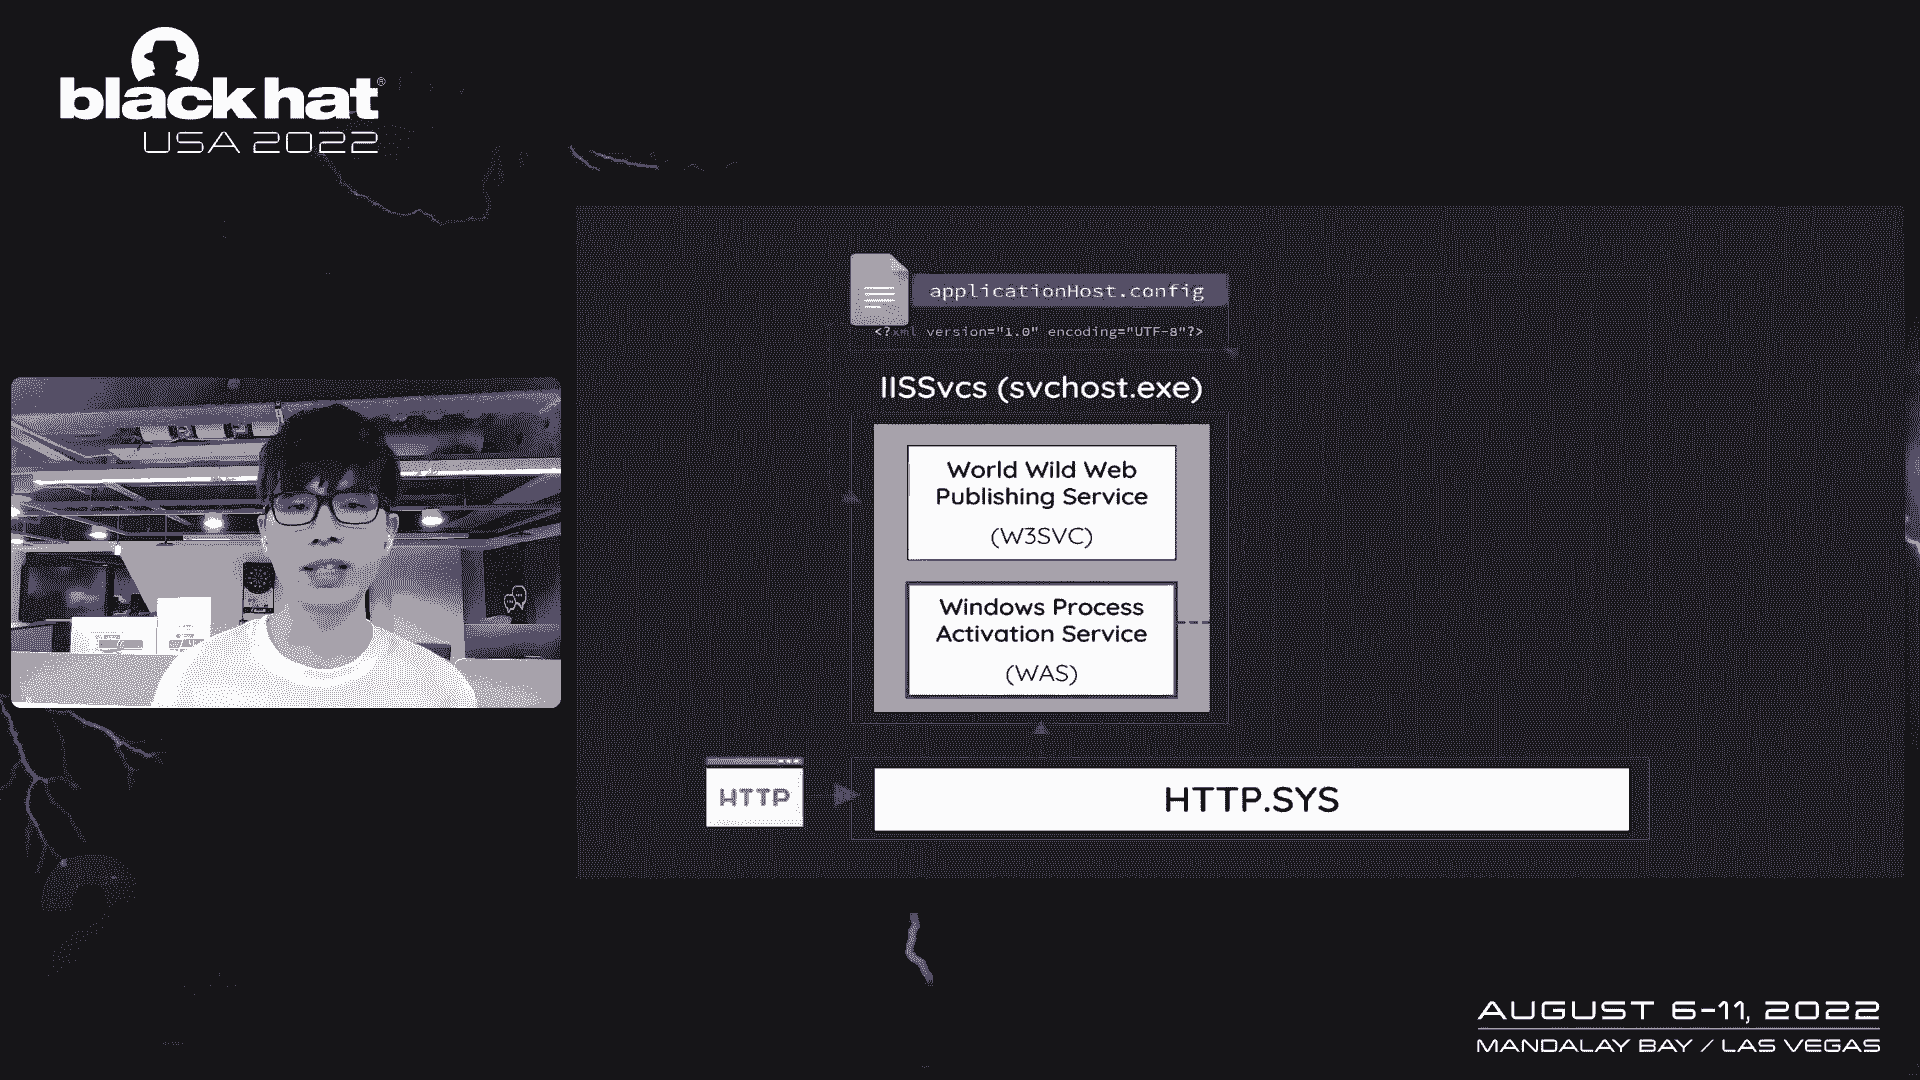 black hat®
USA 2022
applicationHost.config
<?xml version="1.0" encoding="UTF-8"?>
IISSvcs (svchost.exe)
World Wild Web
Publishing Service
(W3SVC)
Windows Process
Activation Service
(WAS)
HTTP
HTTP.SYS
AUGUST 6-11, 2022
MANDALAY BAY / LAS VEGAS